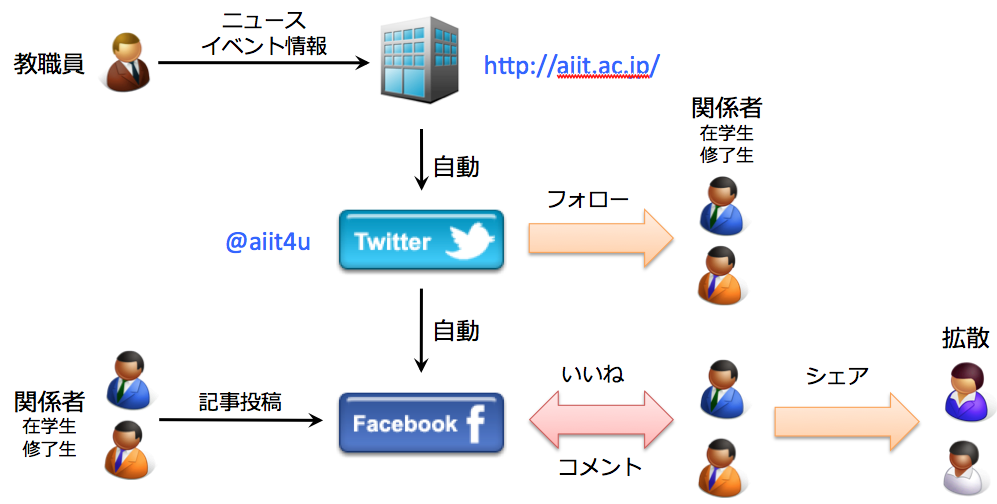 ニュース
イベント情報
教職員
http://aiit.ac.jp/
関係者
在学生
修了生
自動
フォロー
@aiit4u
Twitter
自動
拡散
いいね
シェア
関係者
在学生
修了生
記事投稿
Facebook f
コメント